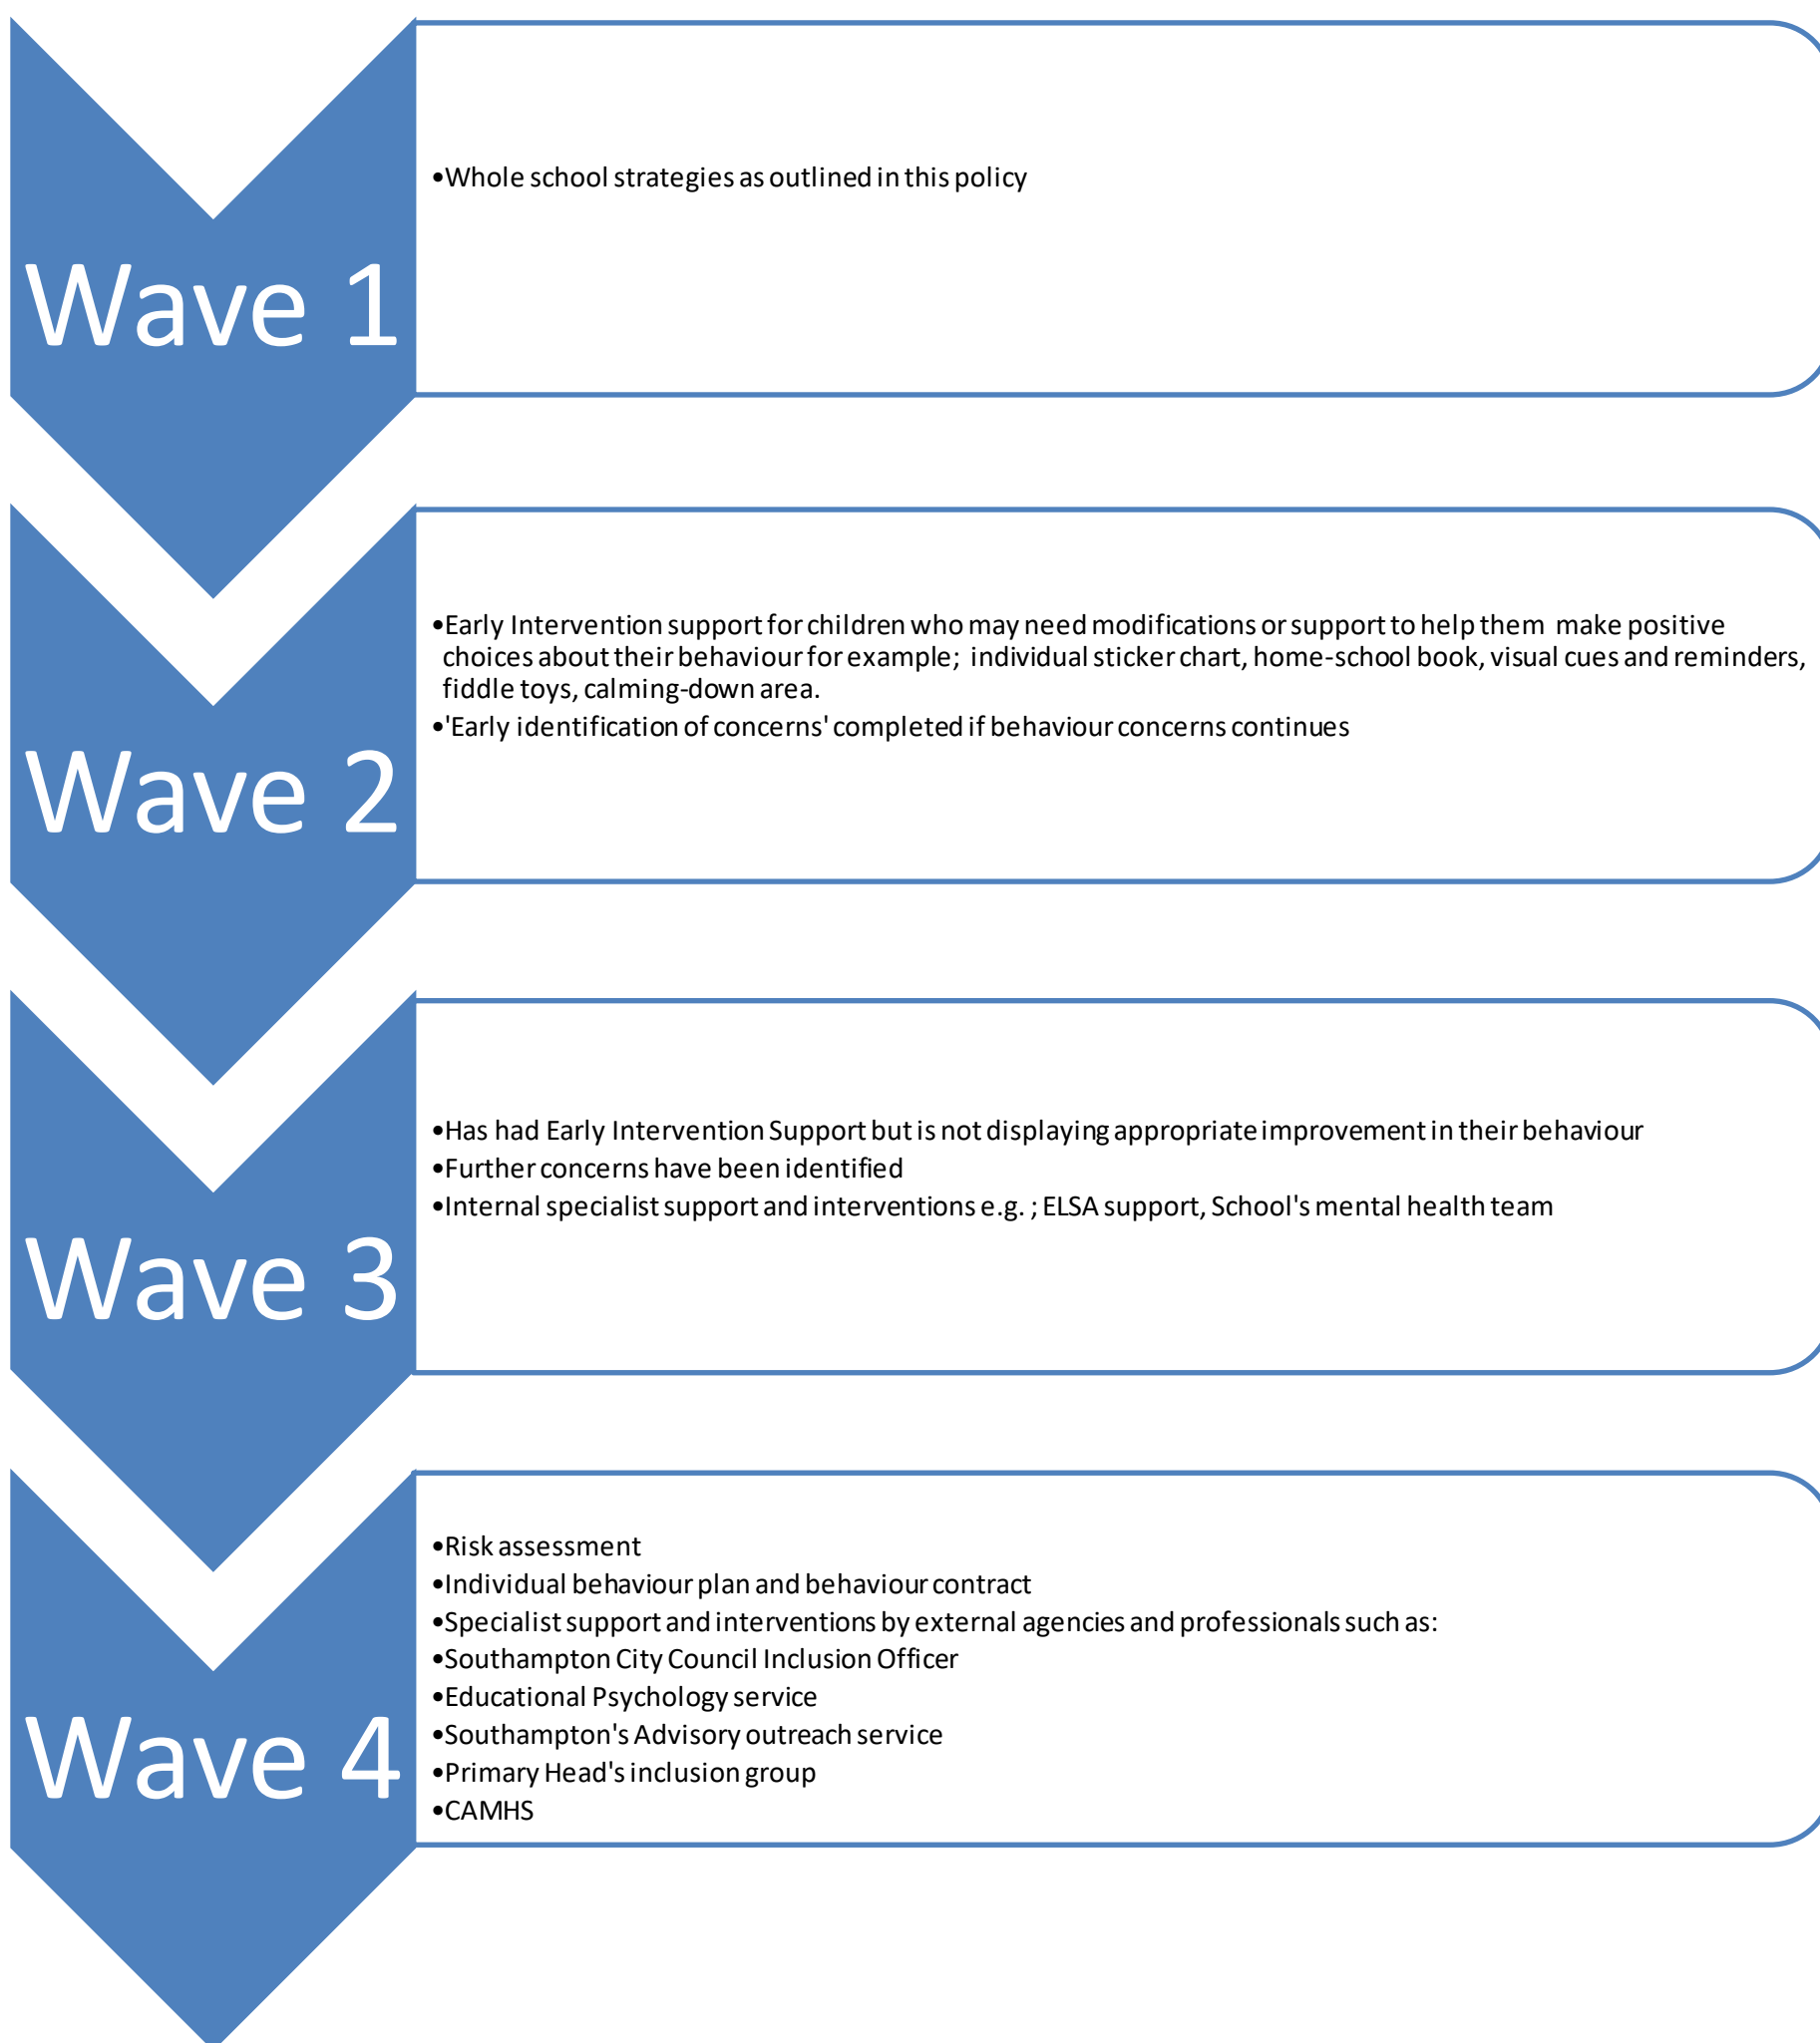 Wave 1
•Whole school strategies as outlined in this policy
Wave 2
•Early Intervention support for children who may need modifications or support to help them  make positive
choices about their behaviour for example;  individual sticker chart, home-school book, visual cues and reminders,
fiddle toys, calming-down area.
•'Early identification of concerns' completed if behaviour concerns continues
Wave 3
•Has had Early Intervention Support but is not displaying appropriate improvement in their behaviour
•Further concerns have been identified
•Internal specialist support and interventions e.g. ; ELSA support, School's mental health team
Wave 4
•Risk assessment
•Individual behaviour plan and behaviour contract
•Specialist support and interventions by external agencies and professionals such as:
•Southampton City Council Inclusion Officer
•Educational Psychology service
•Southampton's Advisory outreach service
•Primary Head's inclusion group
•CAMHS